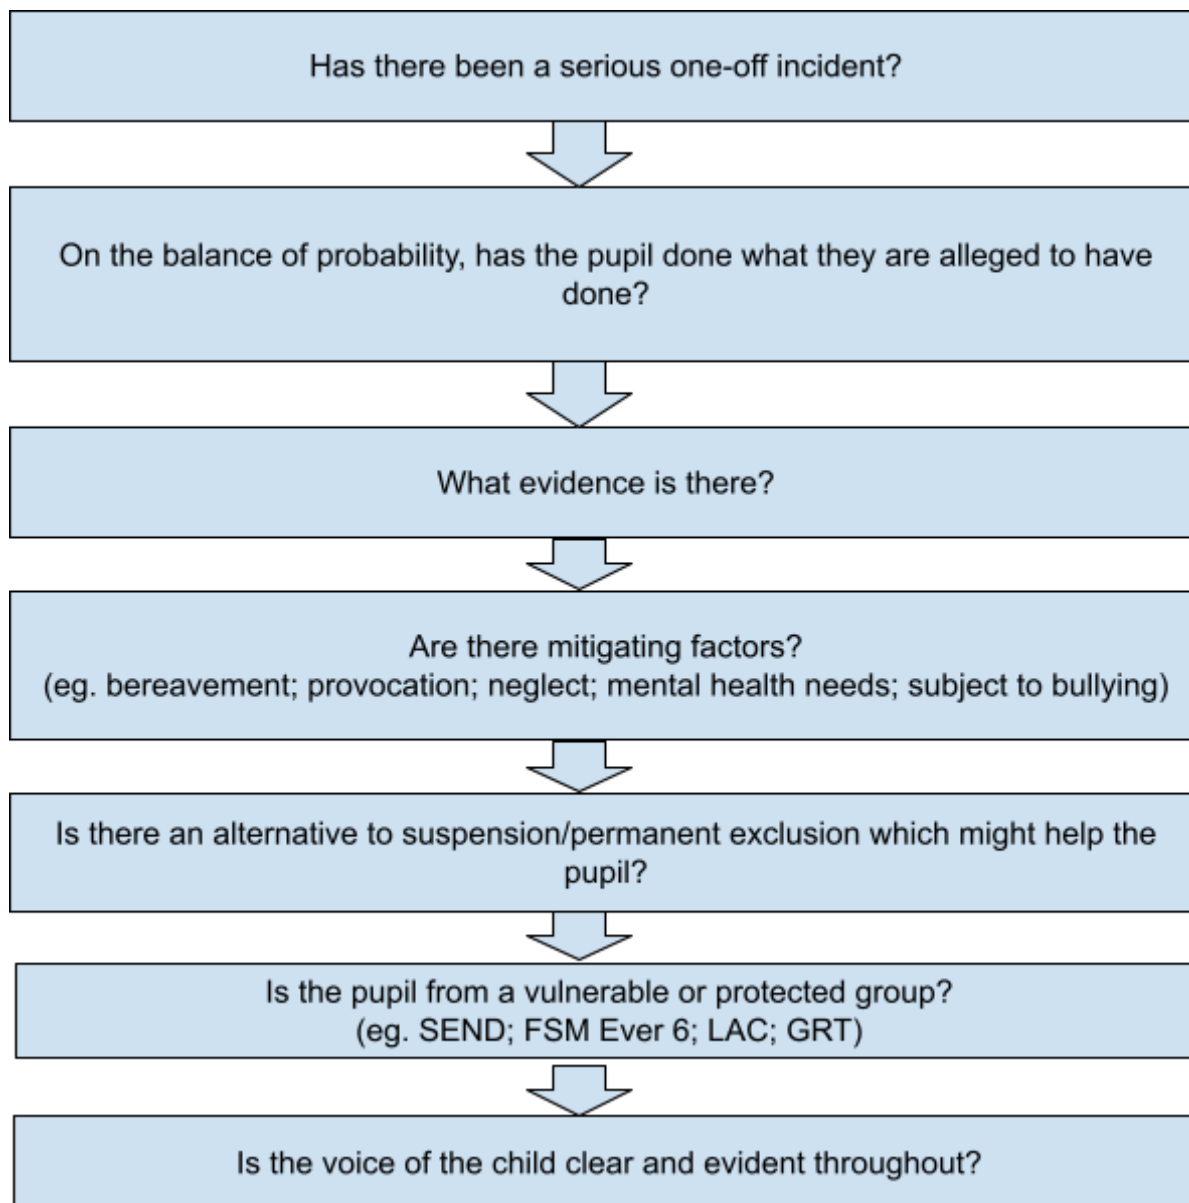 Has there been a serious one-off incident?
On the balance of probability, has the pupil done what they are alleged to have
done?
What evidence is there?
Are there mitigating factors?
(eg. bereavement; provocation; neglect; mental health needs; subject to bullying)
Is there an alternative to suspension/permanent exclusion which might help the
pupil?
Is the pupil from a vulnerable or protected group?
(eg. SEND; FSM Ever 6; LAC; GRT)
Is the voice of the child clear and evident throughout?